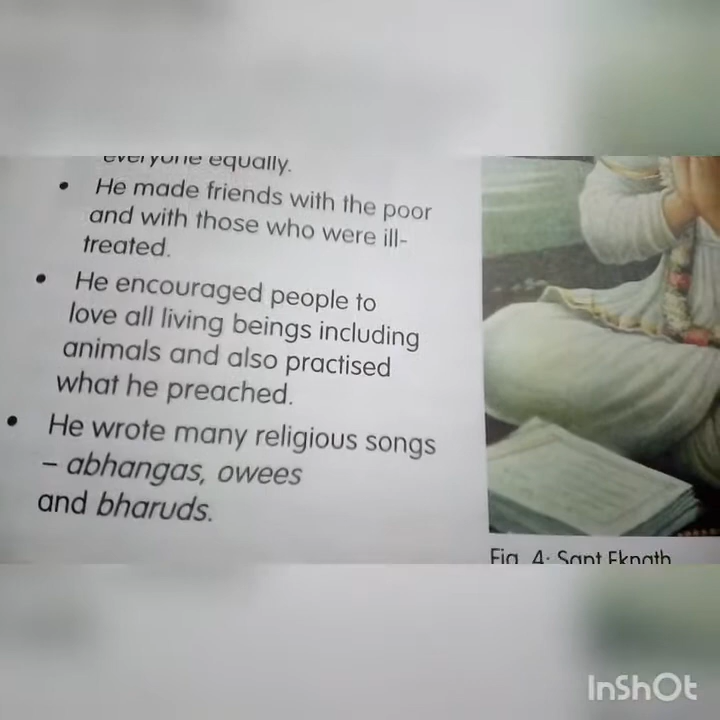 everyone equally.
• He made friends with the poor
and with those who were ill-
treated.
• He encouraged people to
love all living beings including
animals and also practised
what he preached.
• He wrote many religious songs
– abhangas, owees
and bharuds.
Fig. 4: Sant Eknath
InShOt